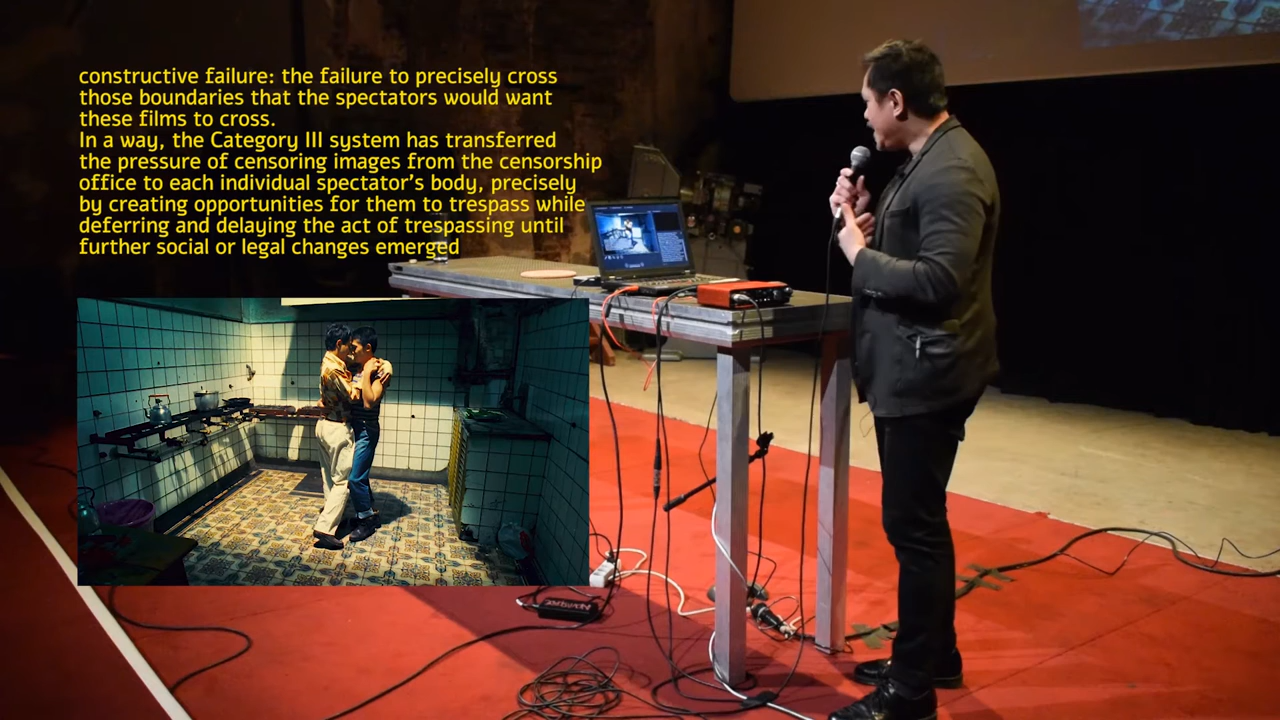 constructive failure: the failure to precisely cross
those boundaries that the spectators would want
these films to cross.
In a way, the Category III system has transferred
the pressure of censoring images from the censorship
office to each individual spectator's body, precisely
by creating opportunities for them to trespass while
deferring and delaying the act of trespassing until
further social or legal changes emerged